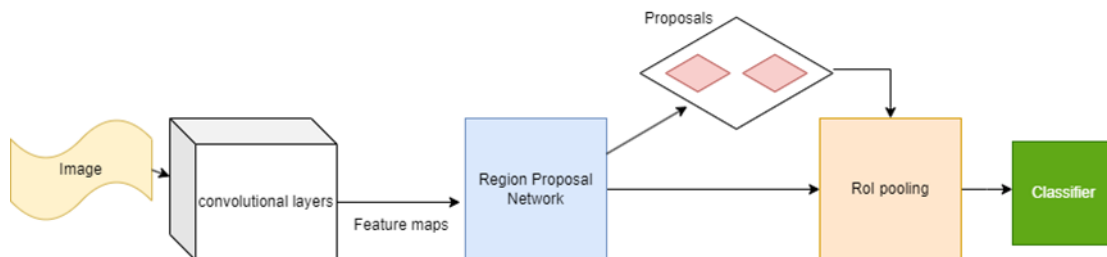 Proposals
Image
convolutional layers
Feature maps
Region Proposal
Network
RoI pooling
Classifier